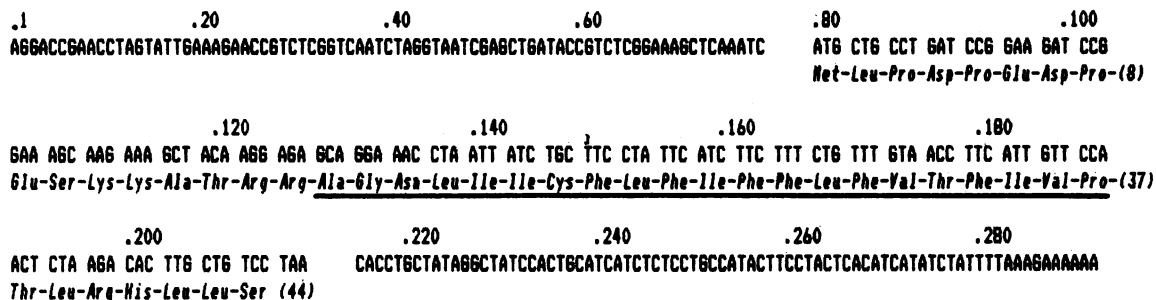 .1 .20 .40 .60 .80 .100
AGGACCGAACCTAGTATTGAAAGAACCGTCTCGGTCAATCTAGGTAATCGAGCTGATACCGTCTCGGAAAGCTCAAATC ATG CTG CCT GAT CCG GAA GAT CCG
Met-Leu-Pro-Asp-Pro-Glu-Asp-Pro-(8)
.120 .140 .160 .180
GAA AGC AAG AAA GCT ACA AGG AGA GCA GGA AAC CTA ATT ATC TGC TTC CTA TTC ATC TTC TTT CTG TTT GTA ACC TTC ATT GTT CCA
Glu-Ser-Lys-Lys-Ala-Thr-Arg-Arg-Ala-Gly-Asn-Leu-Ile-Ile-Cys-Phe-Leu-Phe-Ile-Phe-Phe-Leu-Phe-Val-Thr-Phe-Ile-Val-Pro-(37)
.200 .220 .240 .260 .280
ACT CTA AGA CAC TTG CTG TCC TAA CACCTGCTATAGGCTATCCACTGCATCATCTCTCCTGCCATACTTCCTACTCACATCATATCTATTTTAAAGAAAAAA
Thr-Leu-Arg-His-Leu-Leu-Ser (44)